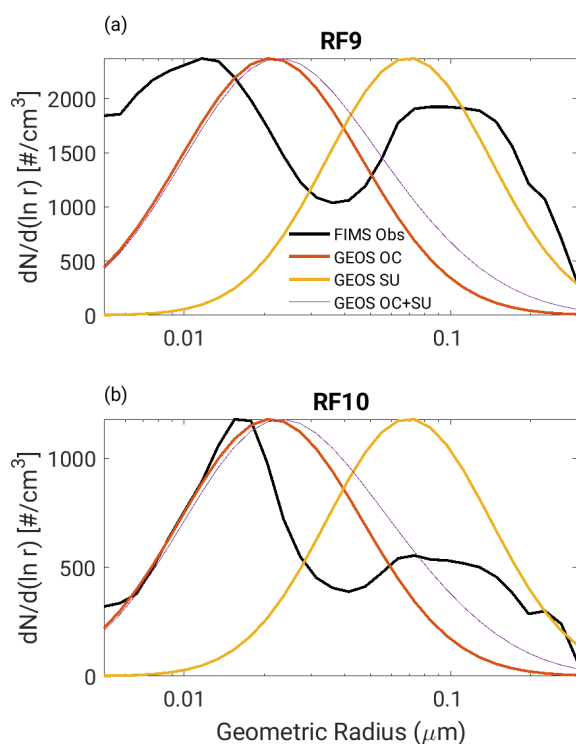 (a)
RF9
dN/d(ln r) [#/cm³]
2000
1500
1000
500
0
FIMS Obs
GEOS OC
GEOS SU
GEOS OC+SU
0.01
0.1
(b)
RF10
dN/d(ln r) [#/cm³]
1000
500
0
0.01
0.1
Geometric Radius (μm)